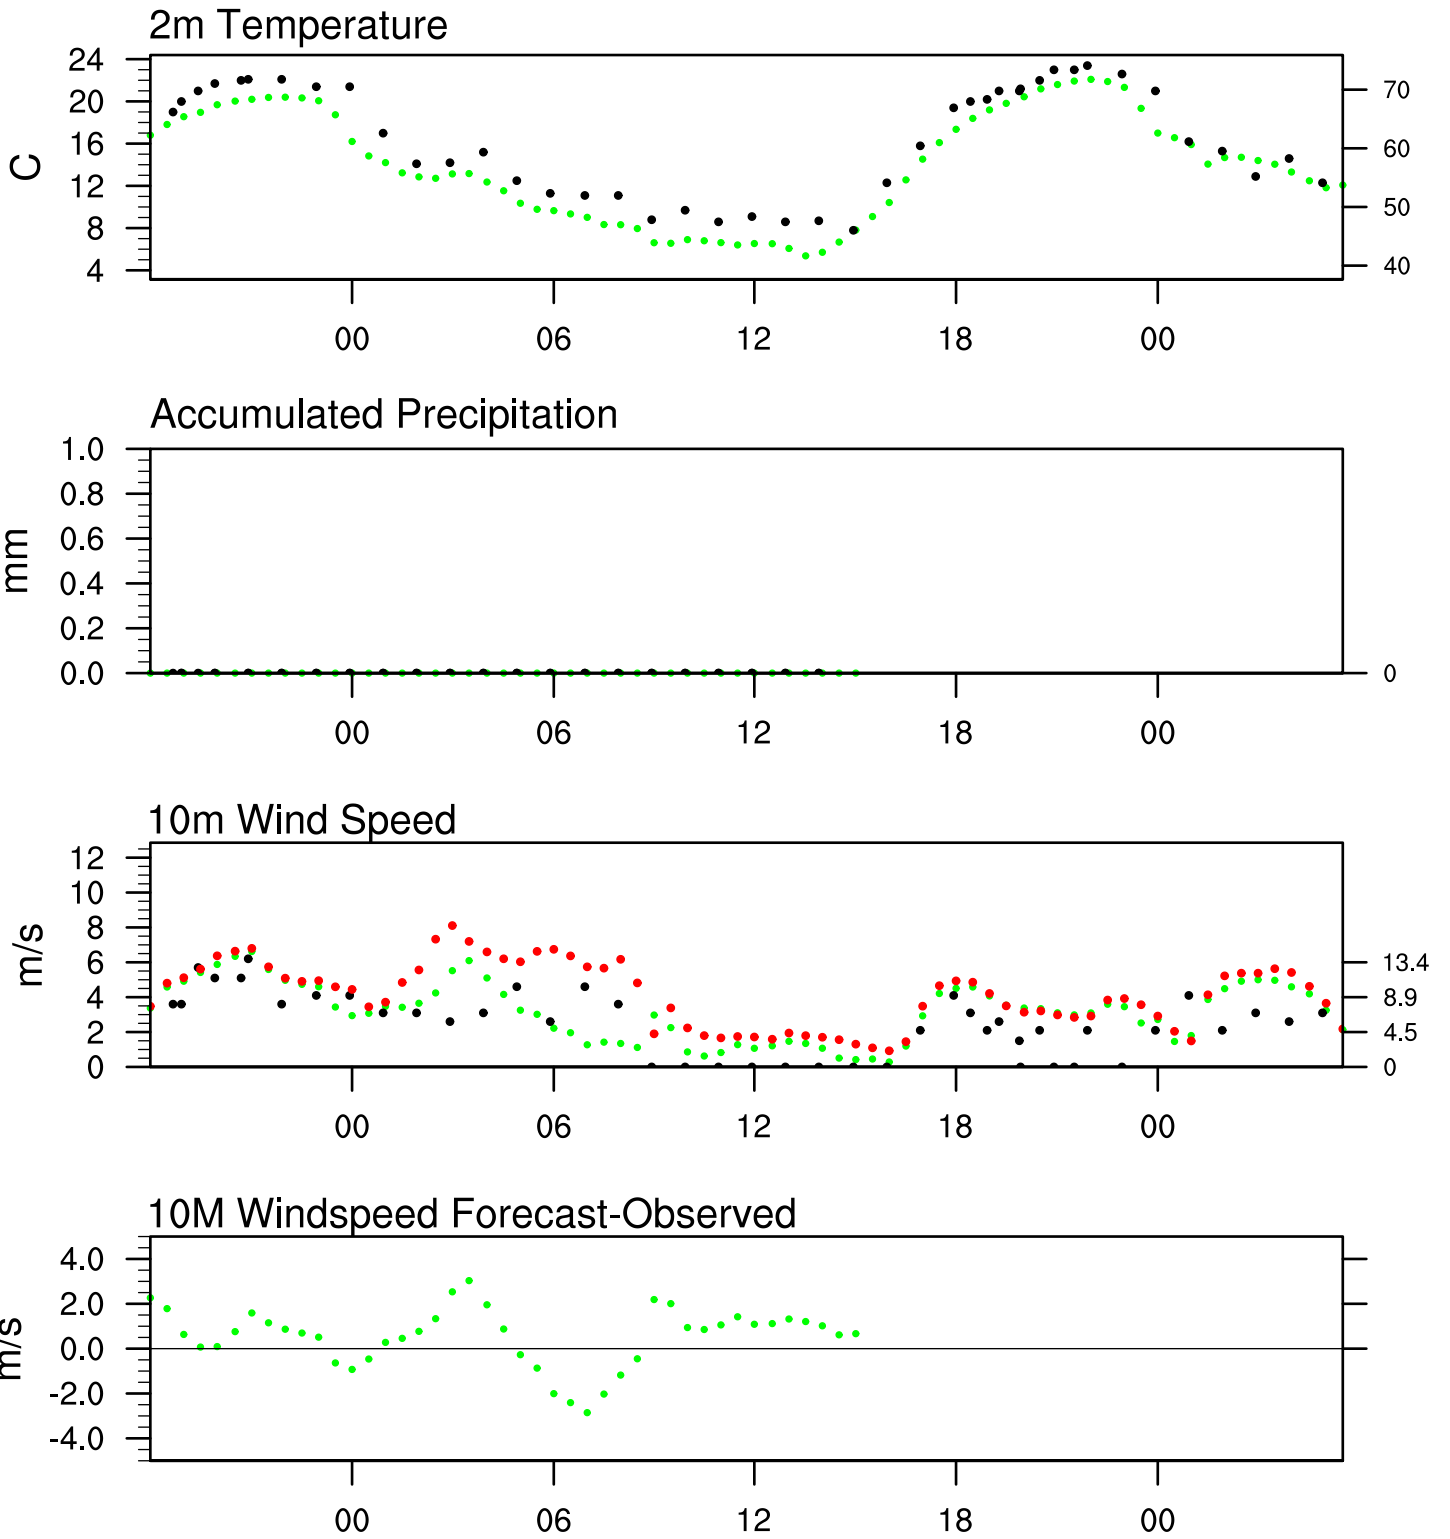 2m Temperature
24
20
16
12
8
4
C
70
60
50
40
00 06 12 18 00
Accumulated Precipitation
1.0
0.8
0.6
0.4
0.2
0.0
mm
0
00 06 12 18 00
10m Wind Speed
12
10
8
6
4
2
0
m/s
13.4
8.9
4.5
0
00 06 12 18 00
10M Windspeed Forecast-Observed
4.0
2.0
0.0
-2.0
-4.0
m/s
00 06 12 18 00